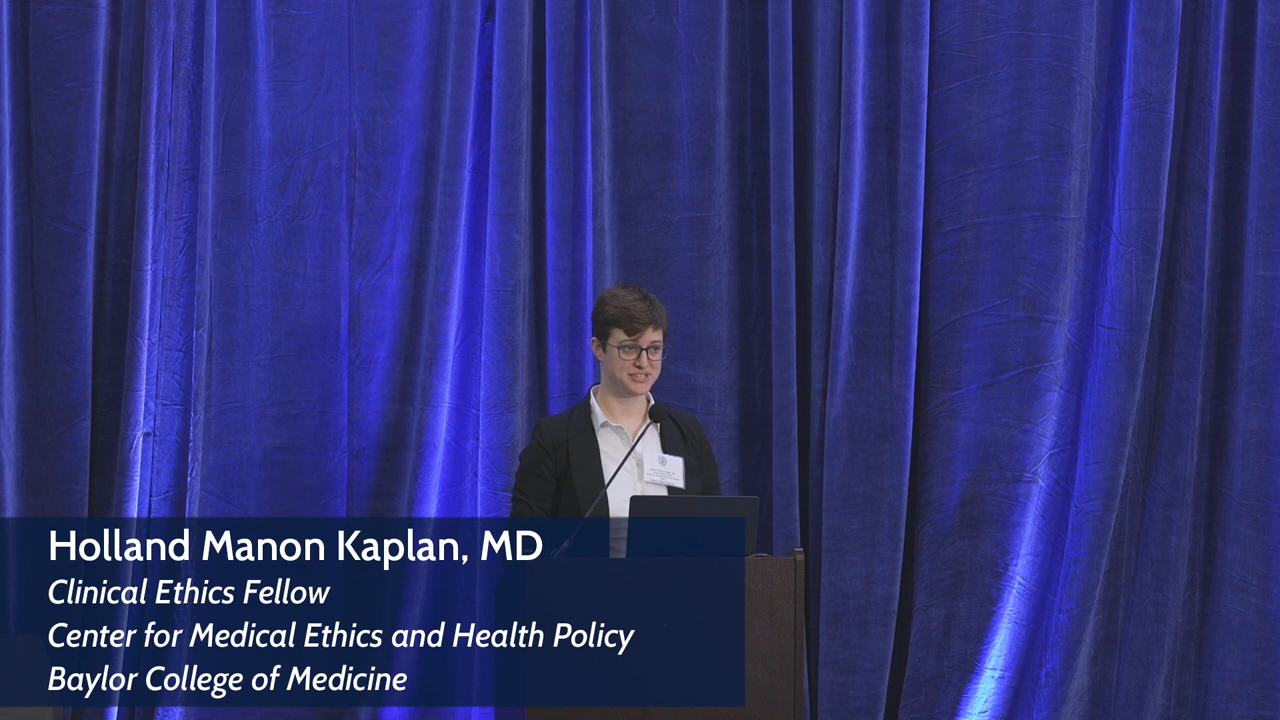 Holland Manon Kaplan, MD
Clinical Ethics Fellow
Center for Medical Ethics and Health Policy
Baylor College of Medicine